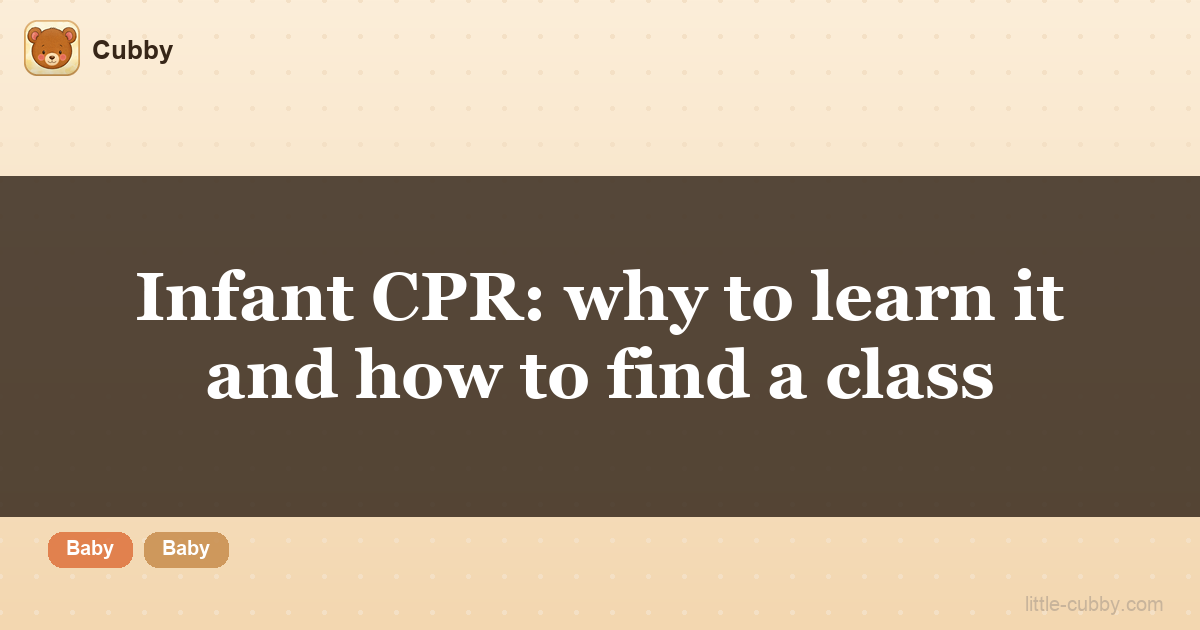 Cubby
Infant CPR: why to learn it
and how to find a class
Baby
Baby
little-cubby.com